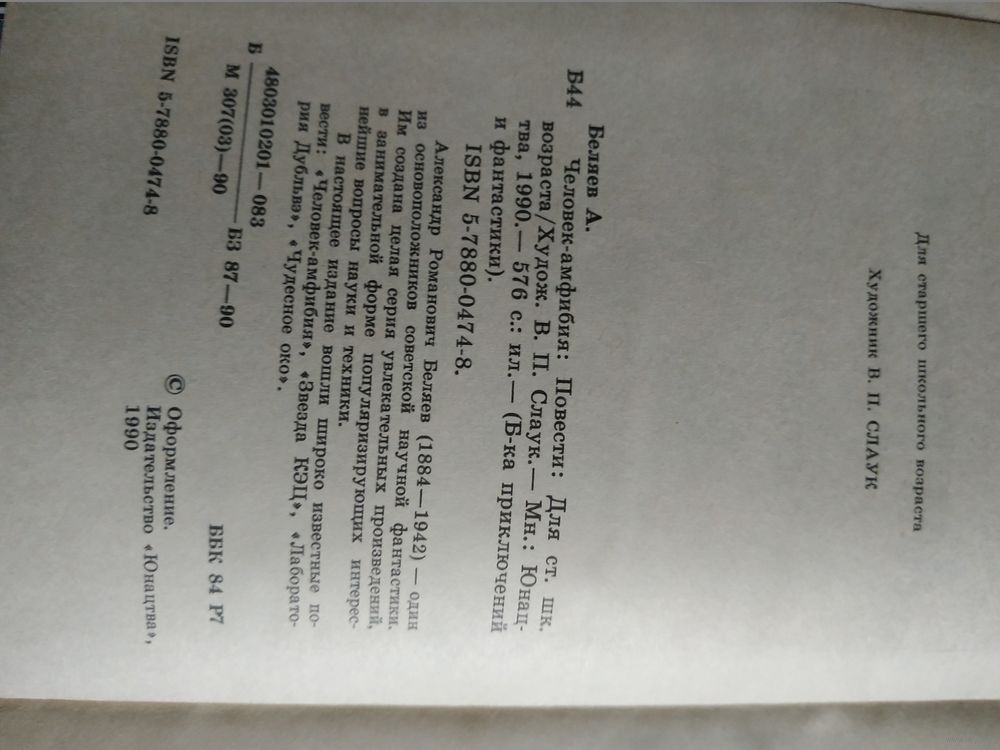 Для старшего школьного возраста
Художник В. П. СЛАУК
Беляев А.
Б44 Человек-амфибия: Повести: Для ст. шк.
возраста/Худож. В. П. Слаук.— Мн.: Юнац-
тва, 1990.— 576 с.: ил.— (Б-ка приключений
и фантастики).
ISBN 5-7880-0474-8.
Александр Романович Беляев (1884—1942) — один
из основоположников советской научной фантастики.
Им создана целая серия увлекательных произведений,
в занимательной форме популяризирующих интерес-
нейшие вопросы науки и техники.
В настоящее издание вошли широко известные по-
вести: «Человек-амфибия», «Звезда КЭЦ», «Лаборато-
рия Дубльвэ», «Чудесное око».
Б 4803010201—083 БЗ 87—90
М 307(03)—90
ББК 84 Р7
ISBN 5-7880-0474-8
© Оформление.
Издательство «Юнацтва»,
1990